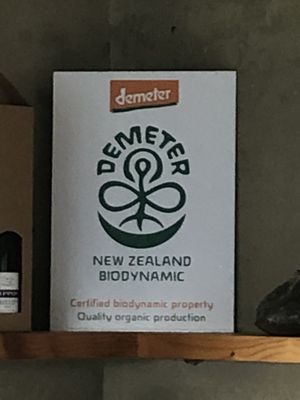 demeter
DEMETER
NEW ZEALAND
BIODYNAMIC
Certified biodynamic property
Quality organic production